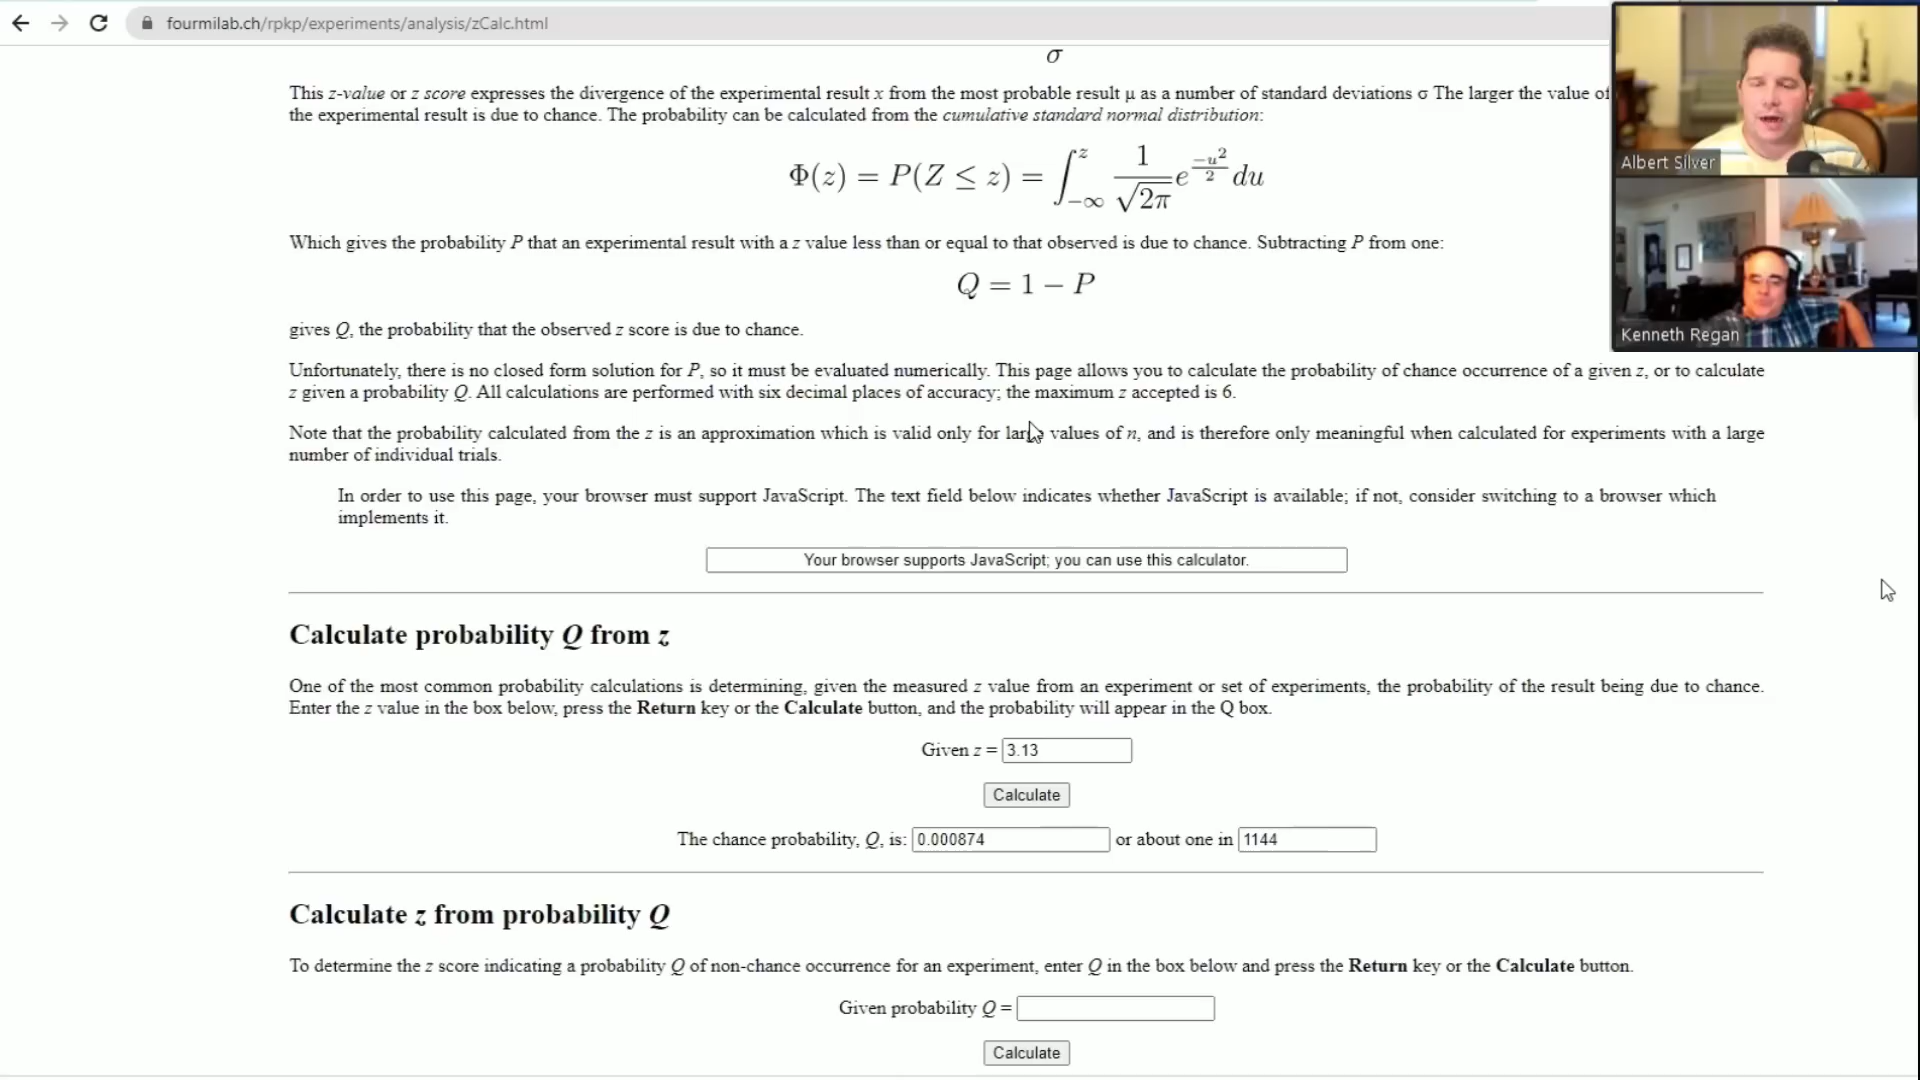 fourmilab.ch/rpkp/experiments/analysis/zCalc.html
σ
This z-value or z score expresses the divergence of the experimental result x from the most probable result μ as a number of standard deviations σ The larger the value of
the experimental result is due to chance. The probability can be calculated from the cumulative standard normal distribution:
Φ(z) = P(Z ≤ z) = ∫_{-∞}^{z} 1/√2π e^{-u²/2} du
Which gives the probability P that an experimental result with a z value less than or equal to that observed is due to chance. Subtracting P from one:
Q = 1 − P
gives Q, the probability that the observed z score is due to chance.
Unfortunately, there is no closed form solution for P, so it must be evaluated numerically. This page allows you to calculate the probability of chance occurrence of a given z, or to calculate
z given a probability Q. All calculations are performed with six decimal places of accuracy; the maximum z accepted is 6.
Note that the probability calculated from the z is an approximation which is valid only for large values of n, and is therefore only meaningful when calculated for experiments with a large
number of individual trials.
In order to use this page, your browser must support JavaScript. The text field below indicates whether JavaScript is available; if not, consider switching to a browser which
implements it.
Your browser supports JavaScript; you can use this calculator.
Calculate probability Q from z
One of the most common probability calculations is determining, given the measured z value from an experiment or set of experiments, the probability of the result being due to chance.
Enter the z value in the box below, press the Return key or the Calculate button, and the probability will appear in the Q box.
Given z = 3.13
Calculate
The chance probability, Q, is: 0.000874 or about one in 1144
Calculate z from probability Q
To determine the z score indicating a probability Q of non-chance occurrence for an experiment, enter Q in the box below and press the Return key or the Calculate button.
Given probability Q =
Calculate
Albert Silver
Kenneth Regan